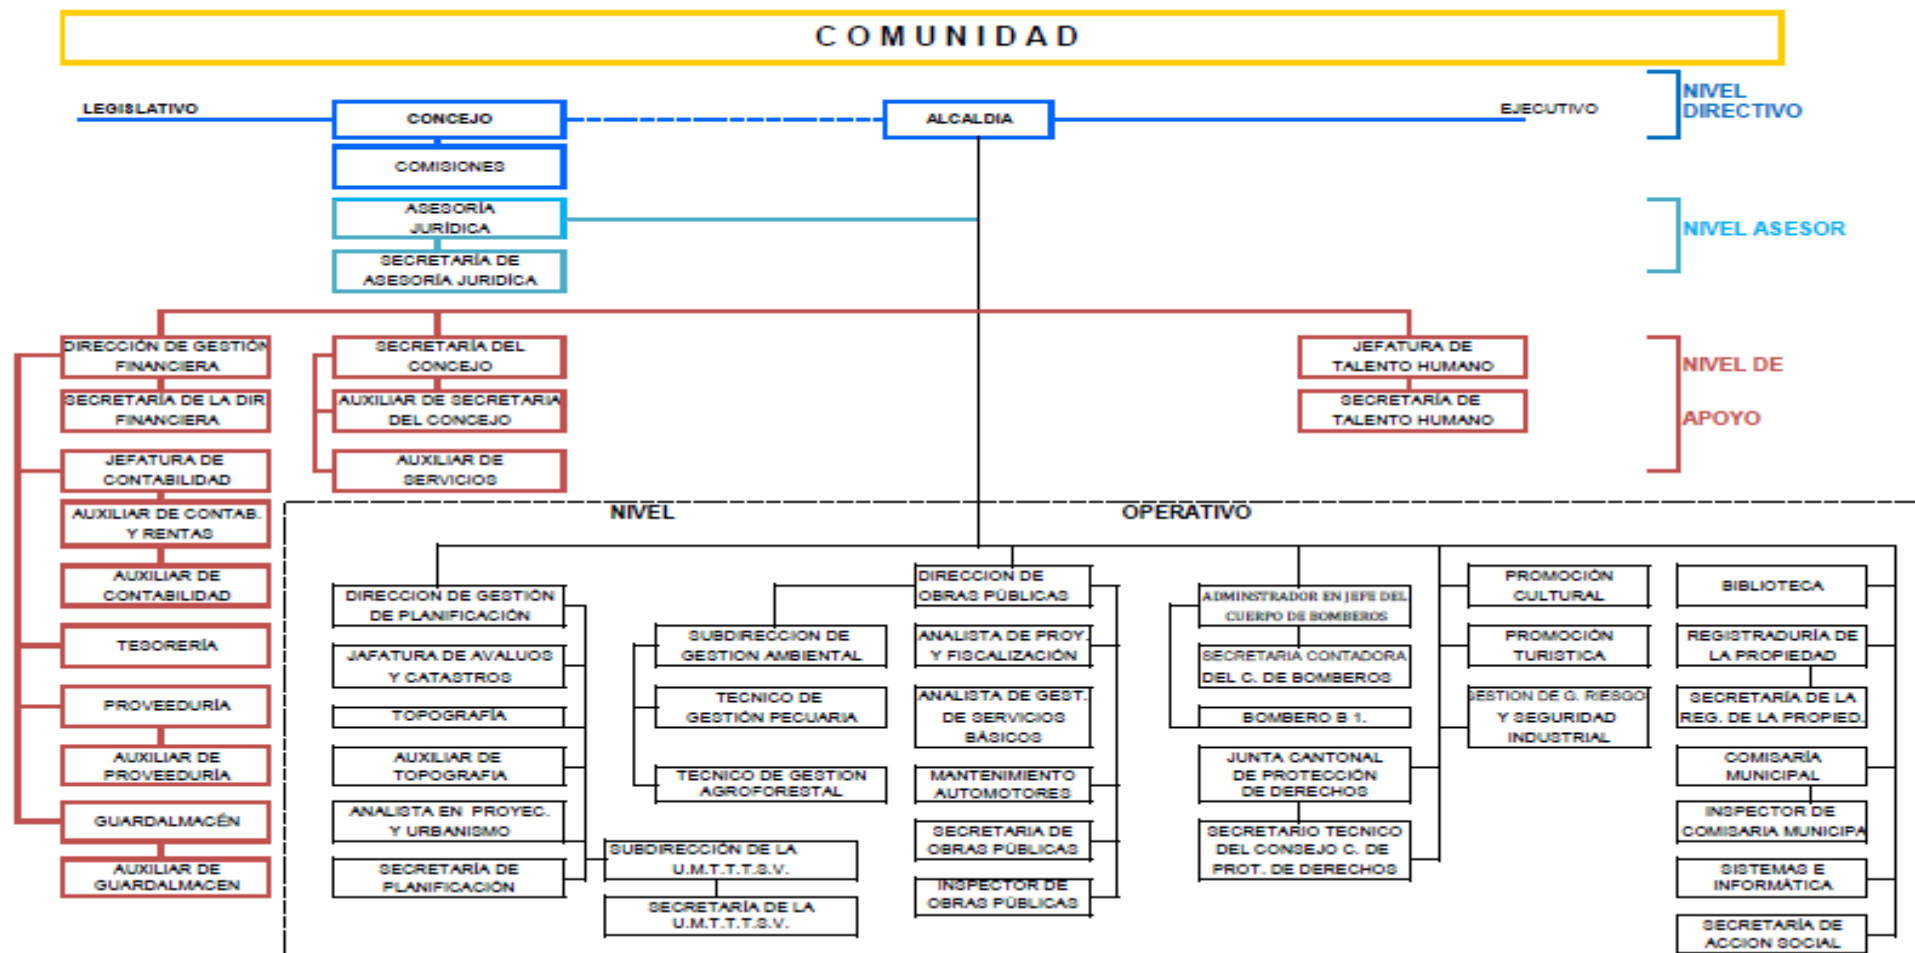 COMUNIDAD
LEGISLATIVO
CONCEJO
ALCALDIA
EJECUTIVO
NIVEL
DIRECTIVO
COMISIONES
ASESORÍA
JURÍDICA
SECRETARÍA DE
ASESORÍA JURIDÍCA
NIVEL ASESOR
DIRECCIÓN DE GESTIÓN
FINANCIERA
SECRETARÍA DEL
CONCEJO
JEFATURA DE
TALENTO HUMANO
NIVEL DE
APOYO
SECRETARÍA DE LA DIR.
FINANCIERA
AUXILIAR DE SECRETARIA
DEL CONCEJO
SECRETARÍA DE
TALENTO HUMANO
JEFATURA DE
CONTABILIDAD
AUXILIAR DE
SERVICIOS
AUXILIAR DE CONTAB.
Y RENTAS
AUXILIAR DE
CONTABILIDAD
TESORERÍA
PROVEEDURÍA
AUXILIAR DE
PROVEEDURÍA
GUARDALMACÉN
AUXILIAR DE
GUARDALMACEN
NIVEL OPERATIVO
DIRECCION DE GESTIÓN
DE PLANIFICACIÓN
JAFATURA DE AVALUOS
Y CATASTROS
TOPOGRAFÍA
AUXILIAR DE
TOPOGRAFIA
ANALISTA EN PROYEC.
Y URBANISMO
SECRETARÍA DE
PLANIFICACIÓN
SUBDIRECCIÓN DE LA
U.M.T.T.T.S.V.
SECRETARÍA DE LA
U.M.T.T.T.S.V.
SUBDIRECCION DE
GESTION AMBIENTAL
TECNICO DE
GESTIÓN PECUARIA
TECNICO DE GESTION
AGROFORESTAL
DIRECCION DE
OBRAS PÚBLICAS
ANALISTA DE PROY.
Y FISCALIZACIÓN
ANALISTA DE GEST.
DE SERVICIOS
BÁSICOS
MANTENIMIENTO
AUTOMOTORES
SECRETARIA DE
OBRAS PÚBLICAS
INSPECTOR DE
OBRAS PÚBLICAS
ADMINSTRADOR EN JEFE DEL
CUERPO DE BOMBEROS
SECRETARIA CONTADORA
DEL C. DE BOMBEROS
BOMBERO B 1.
JUNTA CANTONAL
DE PROTECCIÓN
DE DERECHOS
SECRETARIO TECNICO
DEL CONSEJO C. DE
PROT. DE DERECHOS
PROMOCIÓN
CULTURAL
PROMOCIÓN
TURISTICA
GESTION DE G. RIESGO
Y SEGURIDAD
INDUSTRIAL
BIBLIOTECA
REGISTRADURÍA DE
LA PROPIEDAD
SECRETARÍA DE LA
REG. DE LA PROPIED.
COMISARÍA
MUNICIPAL
INSPECTOR DE
COMISARIA MUNICIPA
SISTEMAS E
INFORMÁTICA
SECRETARÍA DE
ACCION SOCIAL